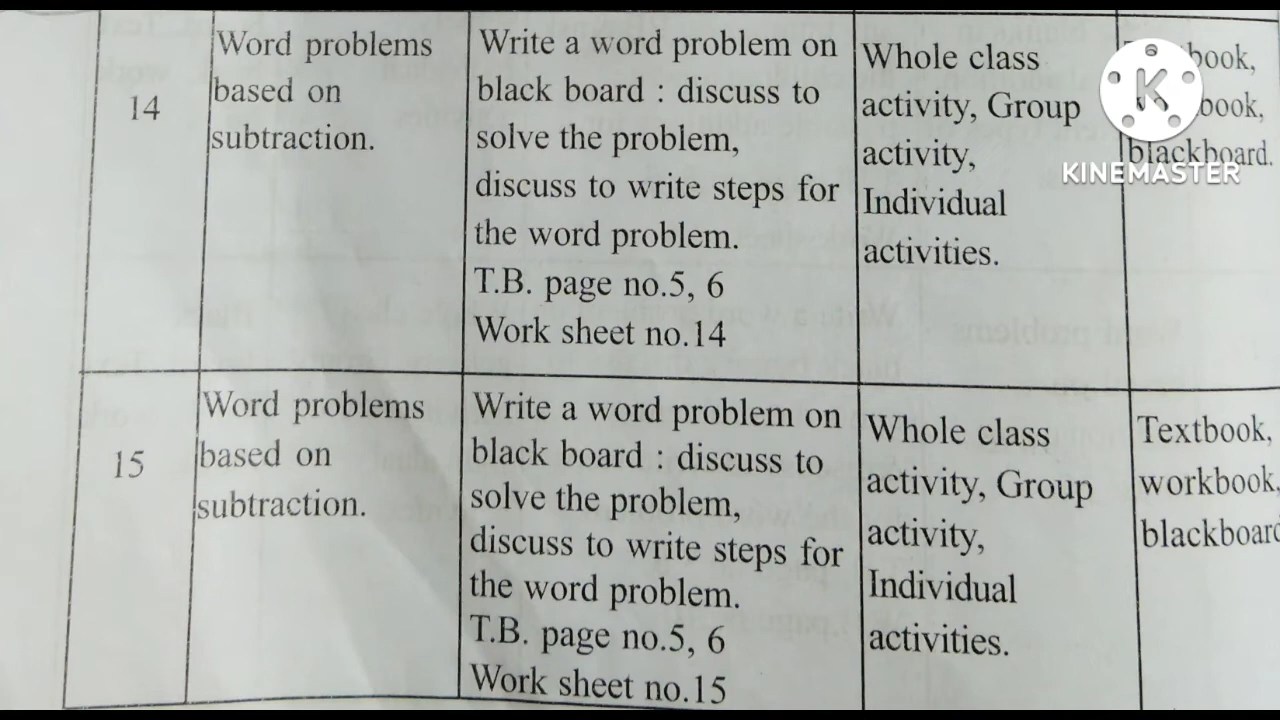 14
Word problems
based on
subtraction.
Write a word problem on
black board : discuss to
solve the problem,
discuss to write steps for
the word problem.
T.B. page no.5, 6
Work sheet no.14
Whole class
activity, Group
activity,
Individual
activities.
blackboard.
K
KINEMASTER
15
Word problems
based on
subtraction.
Write a word problem on
black board : discuss to
solve the problem,
discuss to write steps for
the word problem.
T.B. page no.5, 6
Work sheet no.15
Whole class
activity, Group
activity,
Individual
activities.
Textbook,
workbook,
blackboard